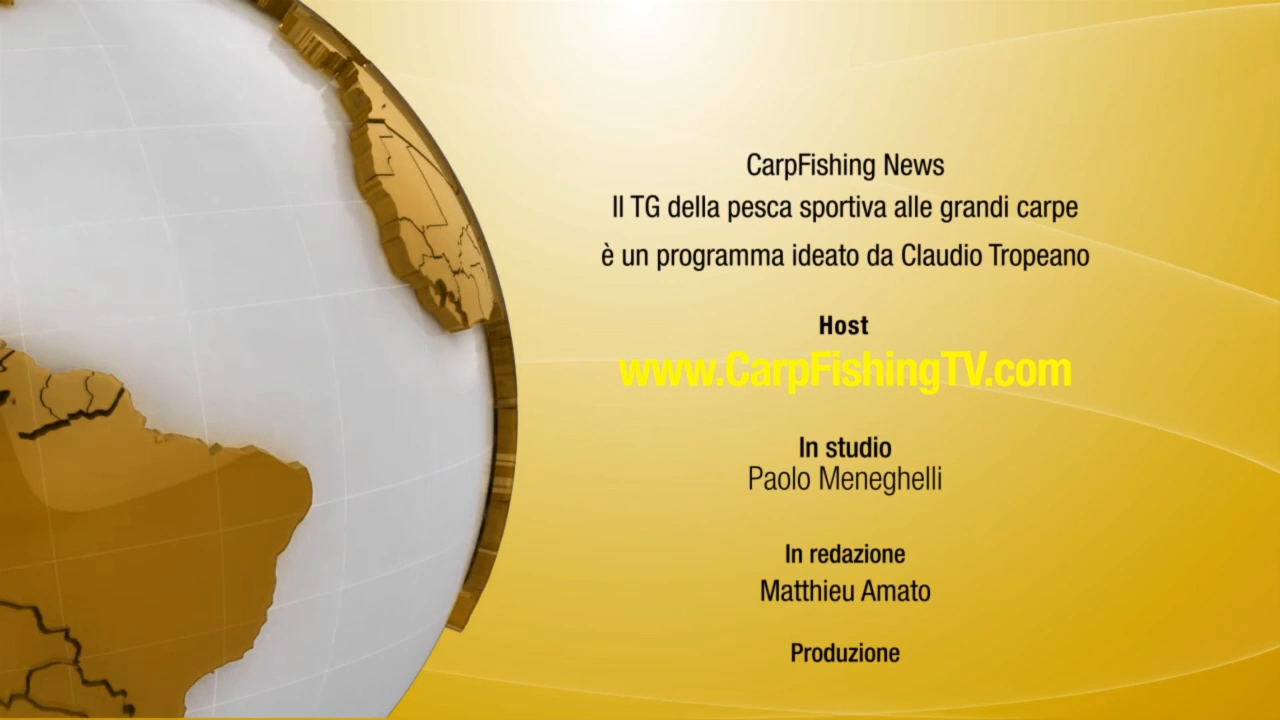 CarpFishing News
Il TG della pesca sportiva alle grandi carpe
è un programma ideato da Claudio Tropeano
Host
www.CarpFishingTV.com
In studio
Paolo Meneghelli
In redazione
Matthieu Amato
Produzione